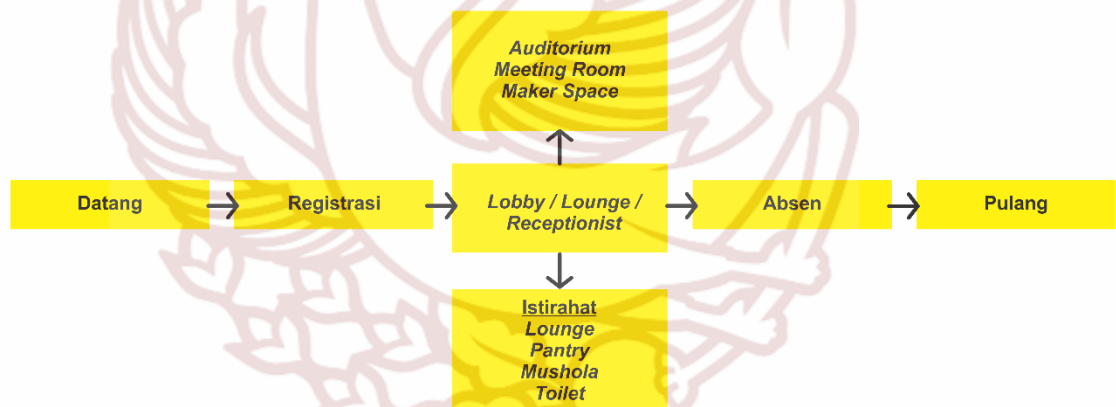 Auditorium
Meeting Room
Maker Space
Datang
Registrasi
Lobby / Lounge /
Receptionist
Absen
Pulang
Istirahat
Lounge
Pantry
Mushola
Toilet